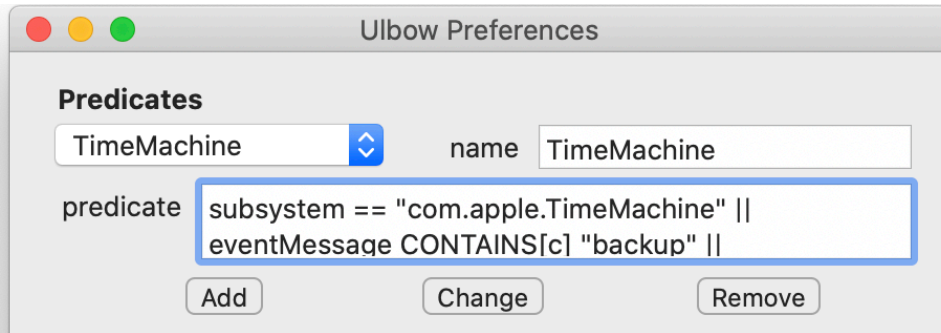 Ulbow Preferences
Predicates
TimeMachine
name TimeMachine
predicate subsystem == "com.apple.TimeMachine" ||
eventMessage CONTAINS[c] "backup" ||
Add Change Remove